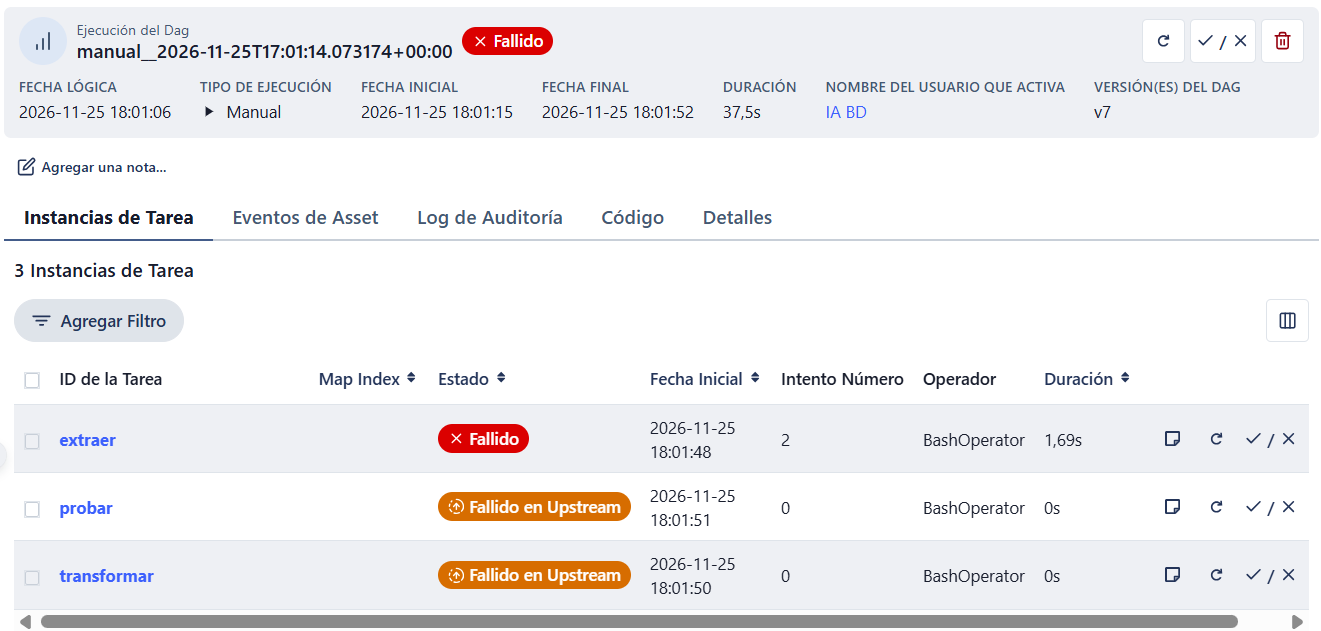 Ejecución del Dag
manual__2026-11-25T17:01:14.073174+00:00 Fallido
FECHA LÓGICA TIPO DE EJECUCIÓN FECHA INICIAL FECHA FINAL DURACIÓN NOMBRE DEL USUARIO QUE ACTIVA VERSIÓN(ES) DEL DAG
2026-11-25 18:01:06 Manual 2026-11-25 18:01:15 2026-11-25 18:01:52 37,5s IA BD v7
Agregar una nota...
Instancias de Tarea Eventos de Asset Log de Auditoría Código Detalles
3 Instancias de Tarea
Agregar Filtro
ID de la Tarea Map Index Estado Fecha Inicial Intento Número Operador Duración
extraer Fallido 2026-11-25 18:01:48 2 BashOperator 1,69s
probar Fallido en Upstream 2026-11-25 18:01:51 0 BashOperator 0s
transformar Fallido en Upstream 2026-11-25 18:01:50 0 BashOperator 0s